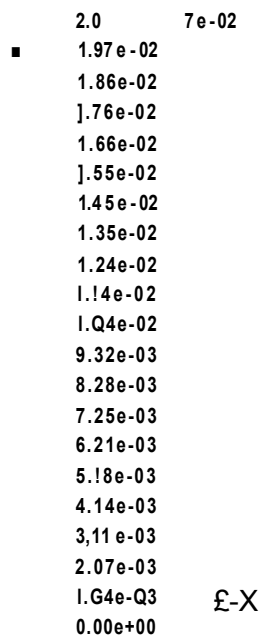 2.0 7e-02
1.97e-02
1.86e-02
].76e-02
1.66e-02
].55e-02
1.45e-02
1.35e-02
1.24e-02
l.!4e-02
l.Q4e-02
9.32e-03
8.28e-03
7.25e-03
6.21e-03
5.!8e-03
4.14e-03
3,11 e-03
2.07e-03
l.G4e-Q3 £-X
0.00e+00